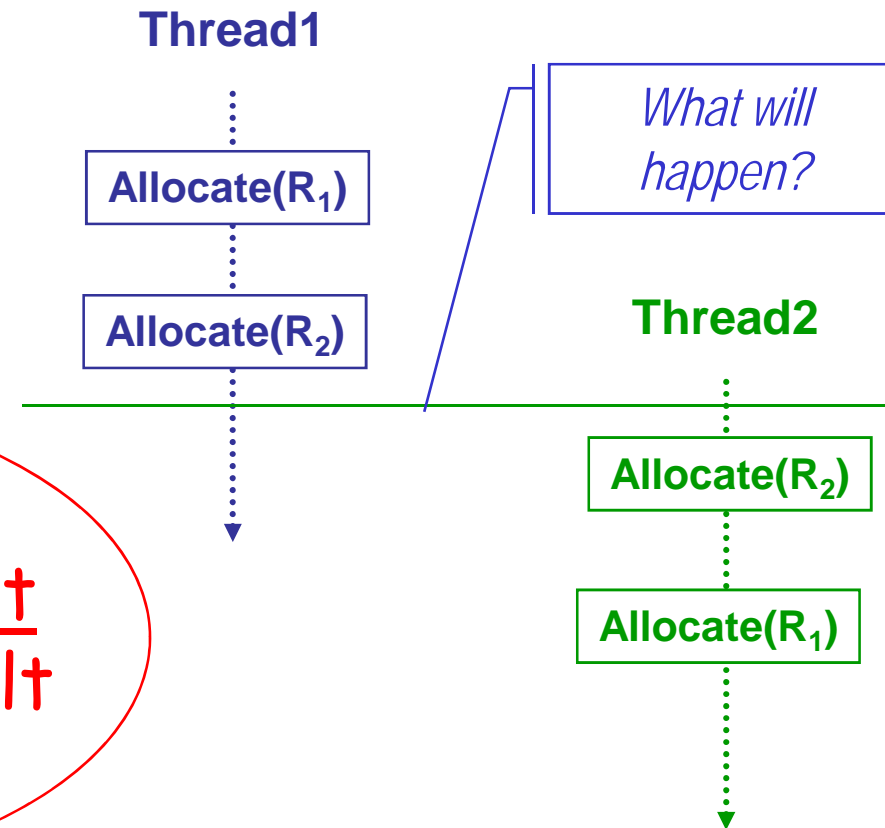 Thread1
What will
happen?
Allocate(R₁)
Allocate(R₂)
Thread2
Allocate(R₂)
Allocate(R₁)